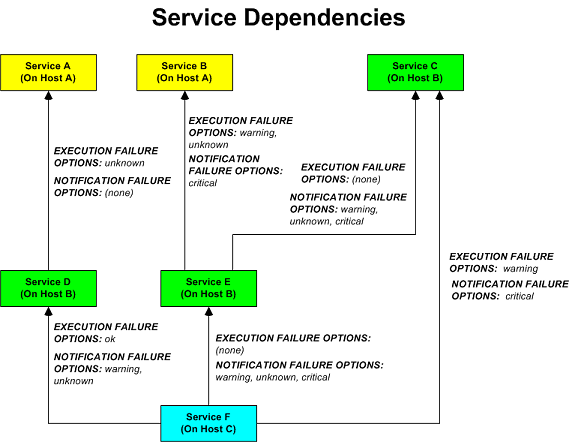 Service Dependencies
Service A
(On Host A)
Service B
(On Host A)
Service C
(On Host B)
EXECUTION FAILURE
OPTIONS: unknown
NOTIFICATION FAILURE
OPTIONS: (none)
EXECUTION FAILURE
OPTIONS: warning,
unknown
NOTIFICATION
FAILURE OPTIONS:
critical
EXECUTION FAILURE
OPTIONS: (none)
NOTIFICATION FAILURE
OPTIONS: warning,
unknown, critical
EXECUTION FAILURE
OPTIONS: warning
NOTIFICATION FAILURE
OPTIONS: critical
Service D
(On Host B)
Service E
(On Host B)
EXECUTION FAILURE
OPTIONS: ok
NOTIFICATION FAILURE
OPTIONS: warning,
unknown
EXECUTION FAILURE OPTIONS:
(none)
NOTIFICATION FAILURE OPTIONS:
warning, unknown, critical
Service F
(On Host C)